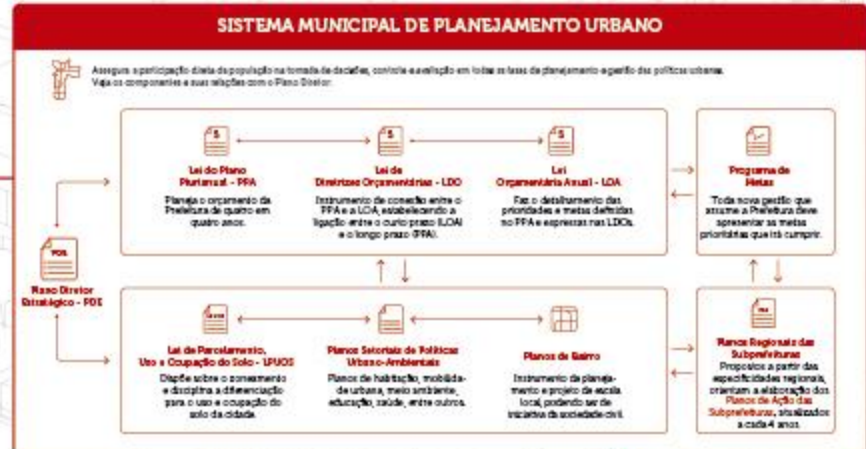 SISTEMA MUNICIPAL DE PLANEJAMENTO URBANO
Assegura a participação direta da população na tomada de decisões, controle e avaliação em todas as fases de planejamento e gestão das políticas urbanas.
Veja os componentes e suas relações com o Plano Diretor:
PDE
Plano Diretor
Estratégico - PDE
$
Lei do Plano
Plurianual - PPA
Planeja o orçamento da
Prefeitura de quatro em
quatro anos.
$
Lei de
Diretrizes Orçamentárias - LDO
Instrumento de conexão entre o
PPA e a LOA, estabelecendo a
ligação entre o curto prazo (LOA)
e o longo prazo (PPA).
$
Lei
Orçamentária Anual - LOA
Faz o detalhamento das
prioridades e metas definidas
no PPA e expressas nas LDOs.
Programa de
Metas
Toda nova gestão que
assume a Prefeitura deve
apresentar as metas
prioritárias que irá cumprir.
Lei de Parcelamento,
Uso e Ocupação do Solo - LPUOS
Dispõe sobre o zoneamento
e disciplina a diferenciação
para o uso e ocupação do
solo da cidade.
Planos Setoriais de Políticas
Urbano-Ambientais
Planos de habitação, mobilida-
de urbana, meio ambiente,
educação, saúde, entre outros.
Planos de Bairro
Instrumento de planeja-
mento e projeto de escala
local, podendo ser de
iniciativa da sociedade civil.
Planos Regionais das
Subprefeituras
Propostos a partir das
especificidades regionais,
orientam a elaboração dos
Planos de Ação das
Subprefeituras, atualizados
a cada 4 anos.